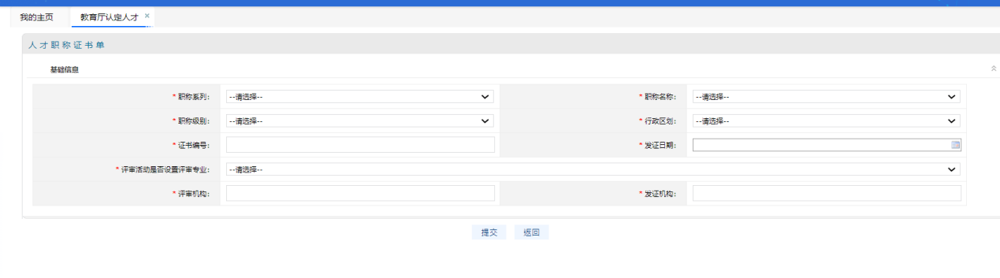 我的主页 教育厅认定人才 ×
人才职称证书单
基础信息
* 职称系列: --请选择-- * 职称名称: --请选择--
* 职称级别: --请选择-- * 行政区划: --请选择--
* 证书编号: * 发证日期:
* 评审活动是否设置评审专业: --请选择--
* 评审机构: * 发证机构:
提交 返回